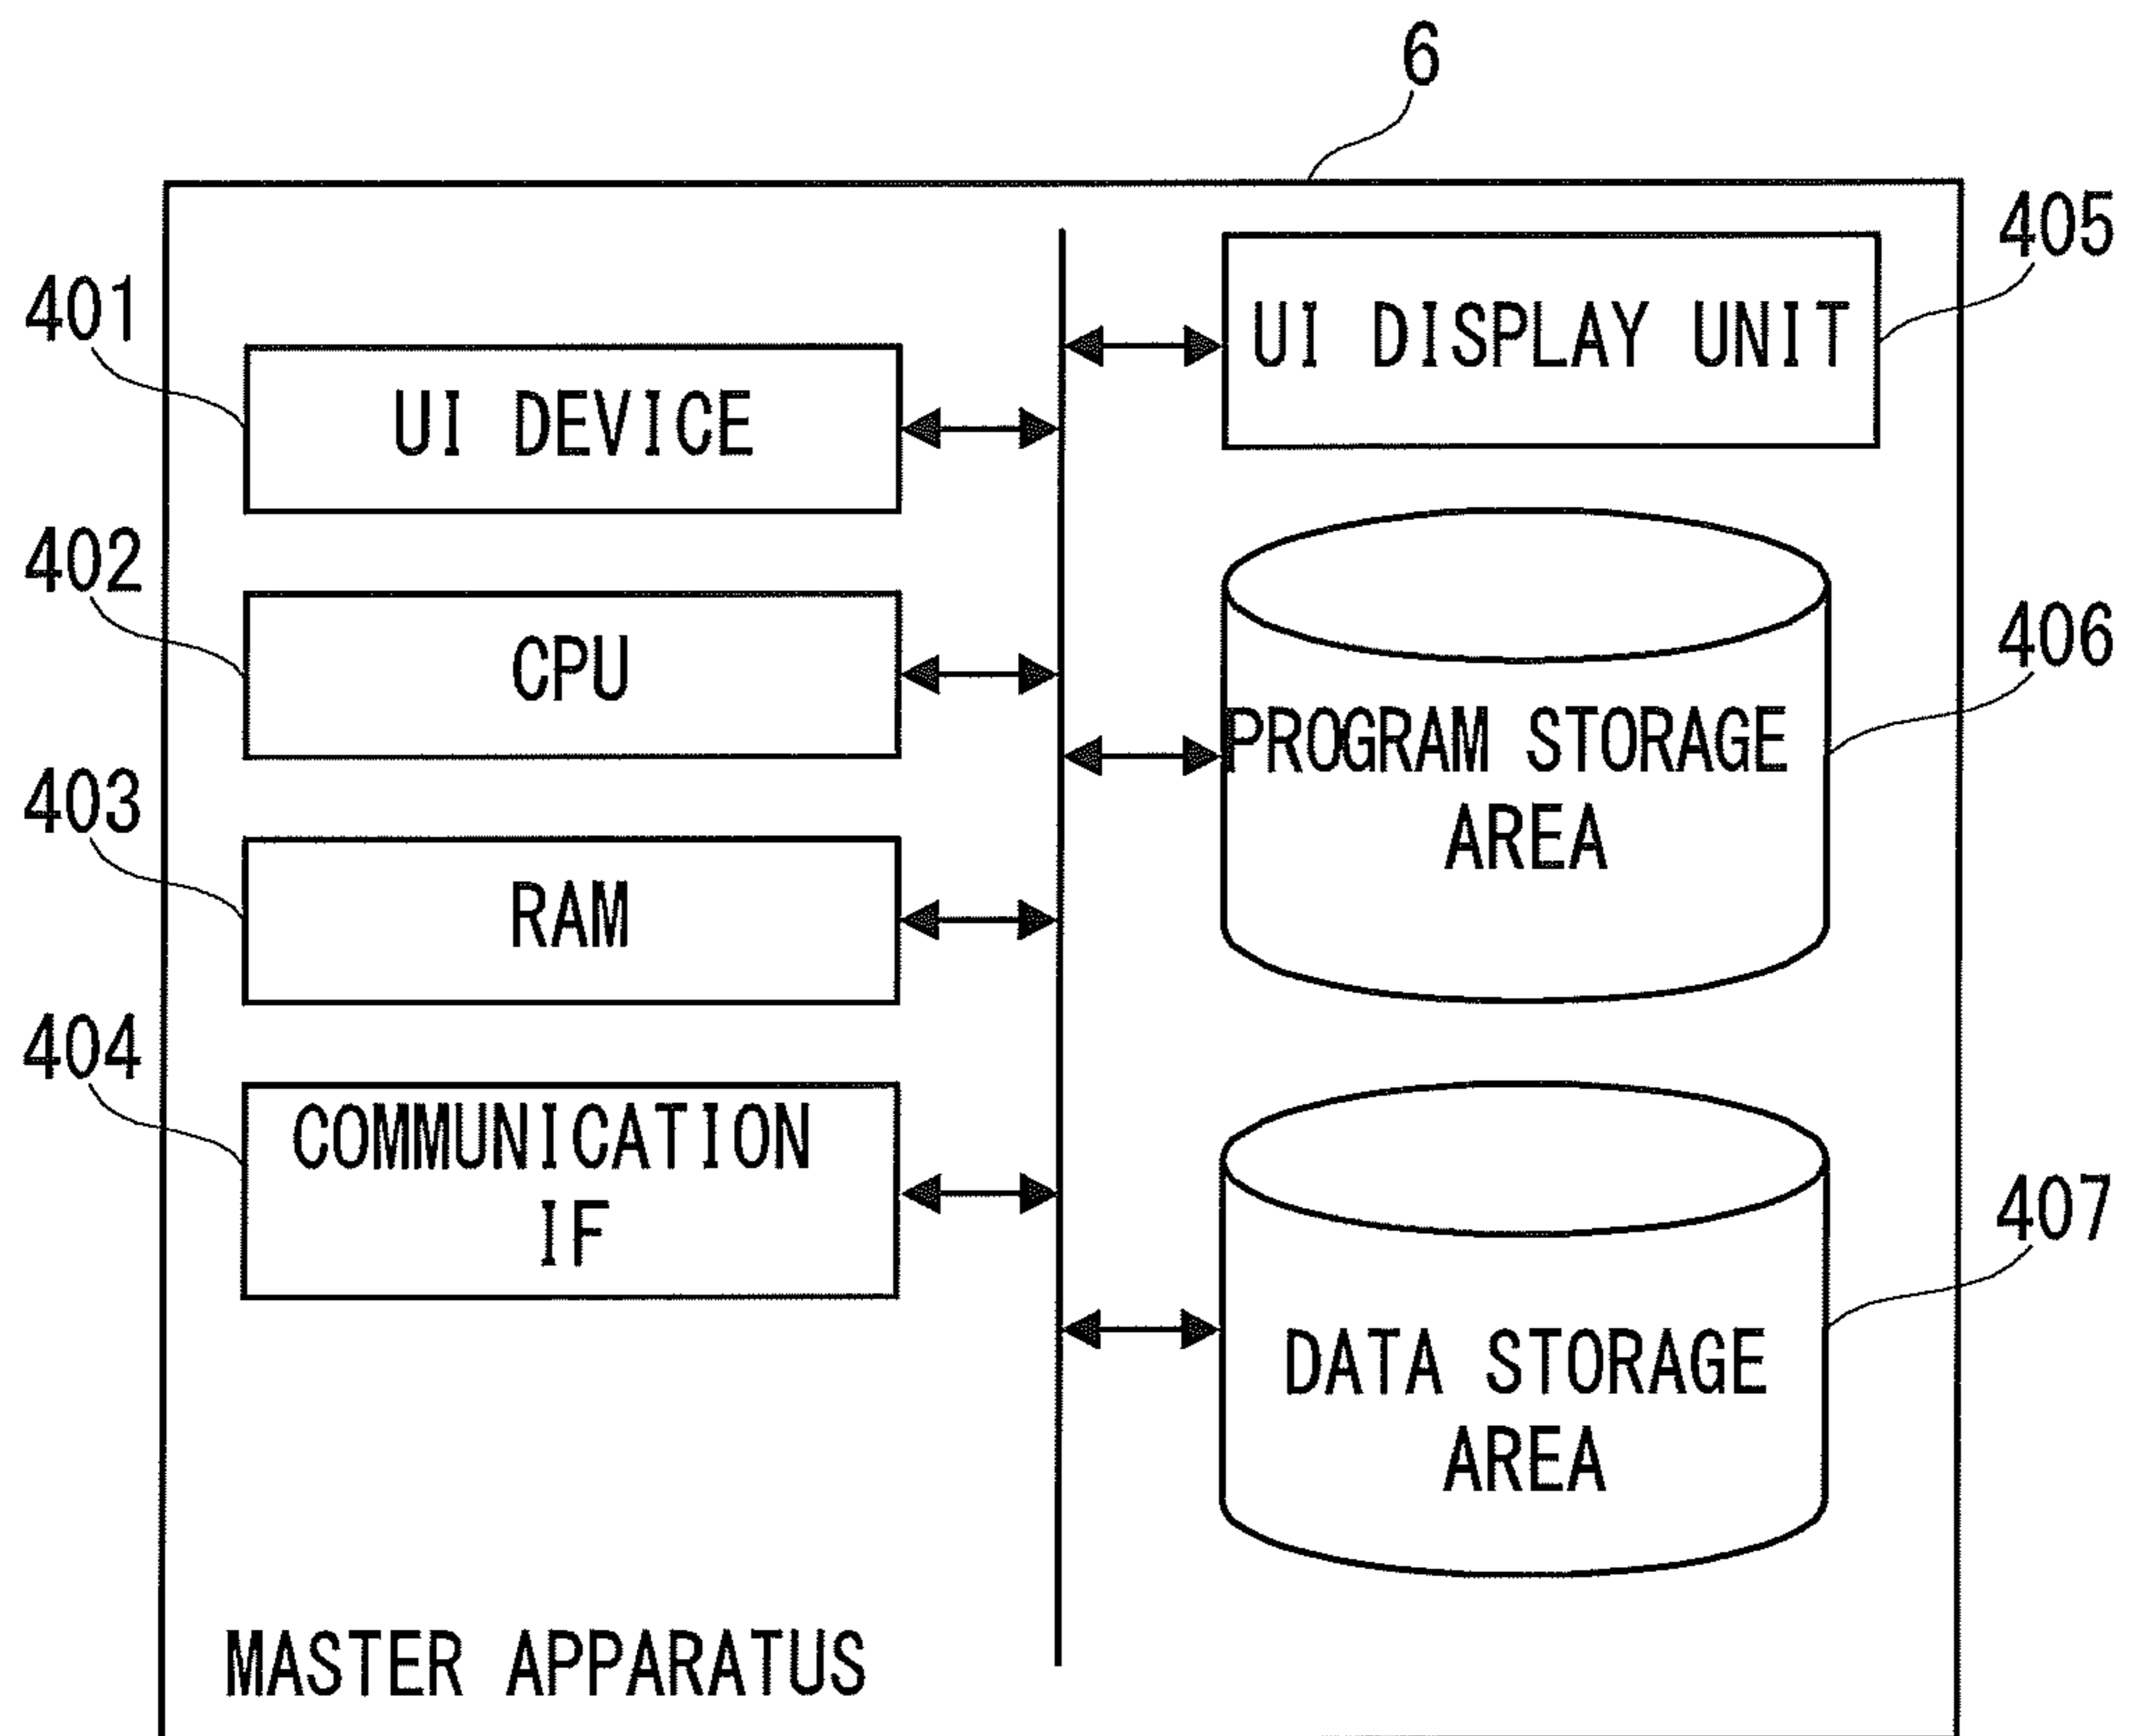 6
401
UI DEVICE
402
CPU
403
RAM
404
COMMUNICATION
IF
405
UI DISPLAY UNIT
406
PROGRAM STORAGE
AREA
407
DATA STORAGE
AREA
MASTER APPARATUS